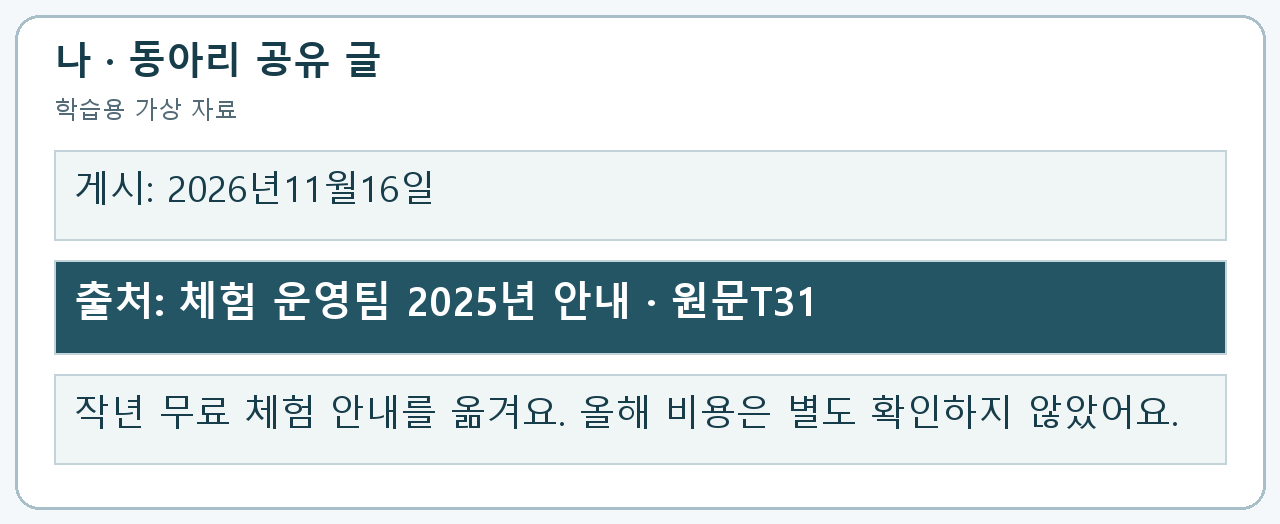 나 · 동아리 공유 글
학습용 가상 자료
게시: 2026년11월16일
출처: 체험 운영팀 2025년 안내 · 원문T31
작년 무료 체험 안내를 옮겨요. 올해 비용은 별도 확인하지 않았어요.